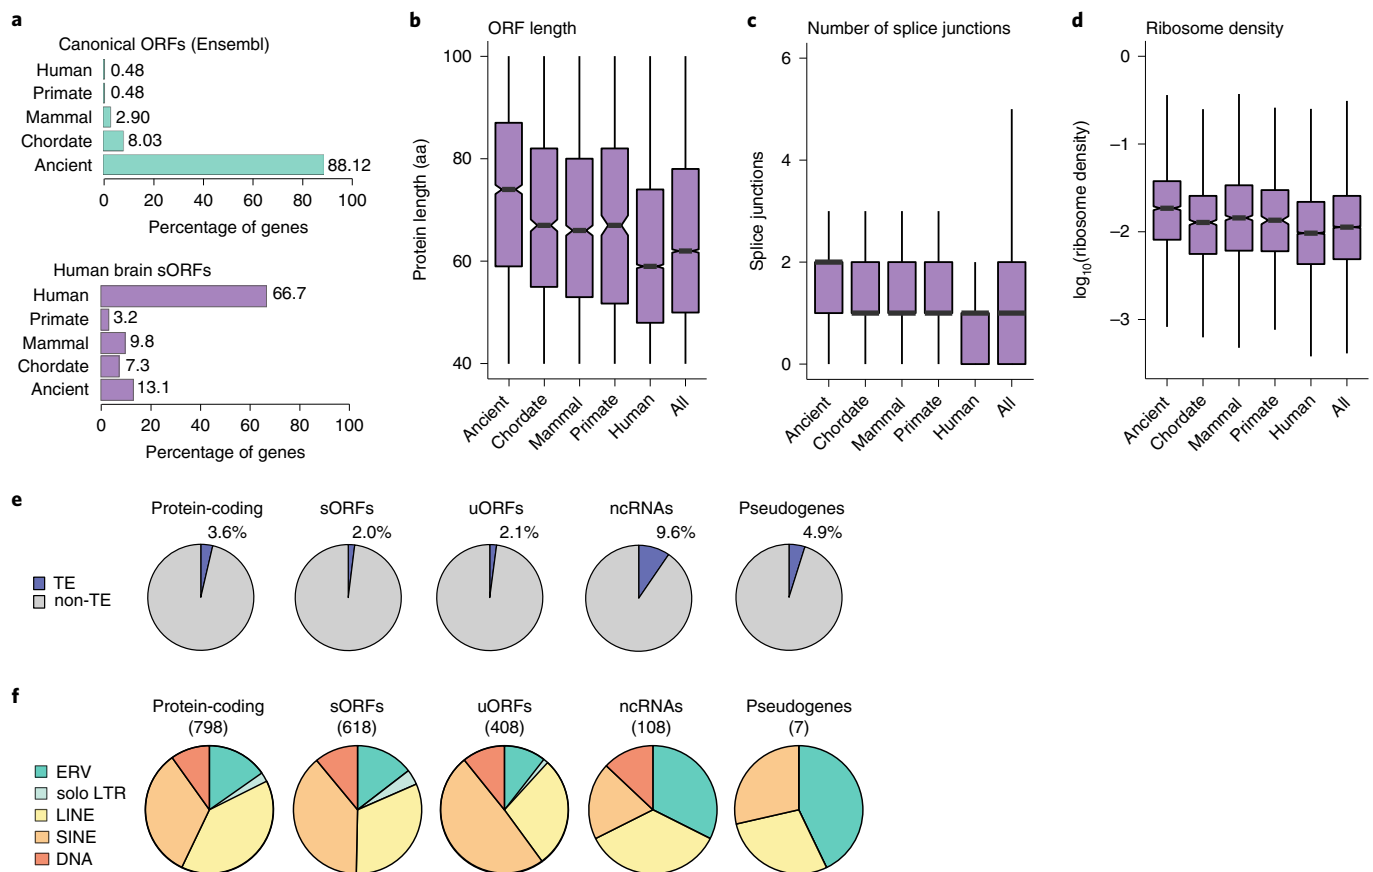 a
Canonical ORFs (Ensembl)
Human 0.48
Primate 0.48
Mammal 2.90
Chordate 8.03
Ancient 88.12
0 20 40 60 80 100
Percentage of genes
Human brain sORFs
Human 66.7
Primate 3.2
Mammal 9.8
Chordate 7.3
Ancient 13.1
0 20 40 60 80 100
Percentage of genes
b
ORF length
Protein length (aa)
100
80
60
40
Ancient Chordate Mammal Primate Human All
c
Number of splice junctions
Splice junctions
6
4
2
0
Ancient Chordate Mammal Primate Human All
d
Ribosome density
log10(ribosome density)
0
−1
−2
−3
Ancient Chordate Mammal Primate Human All
e
Protein-coding sORFs uORFs ncRNAs Pseudogenes
3.6% 2.0% 2.1% 9.6% 4.9%
TE
non-TE
f
Protein-coding sORFs uORFs ncRNAs Pseudogenes
(798) (618) (408) (108) (7)
ERV
solo LTR
LINE
SINE
DNA